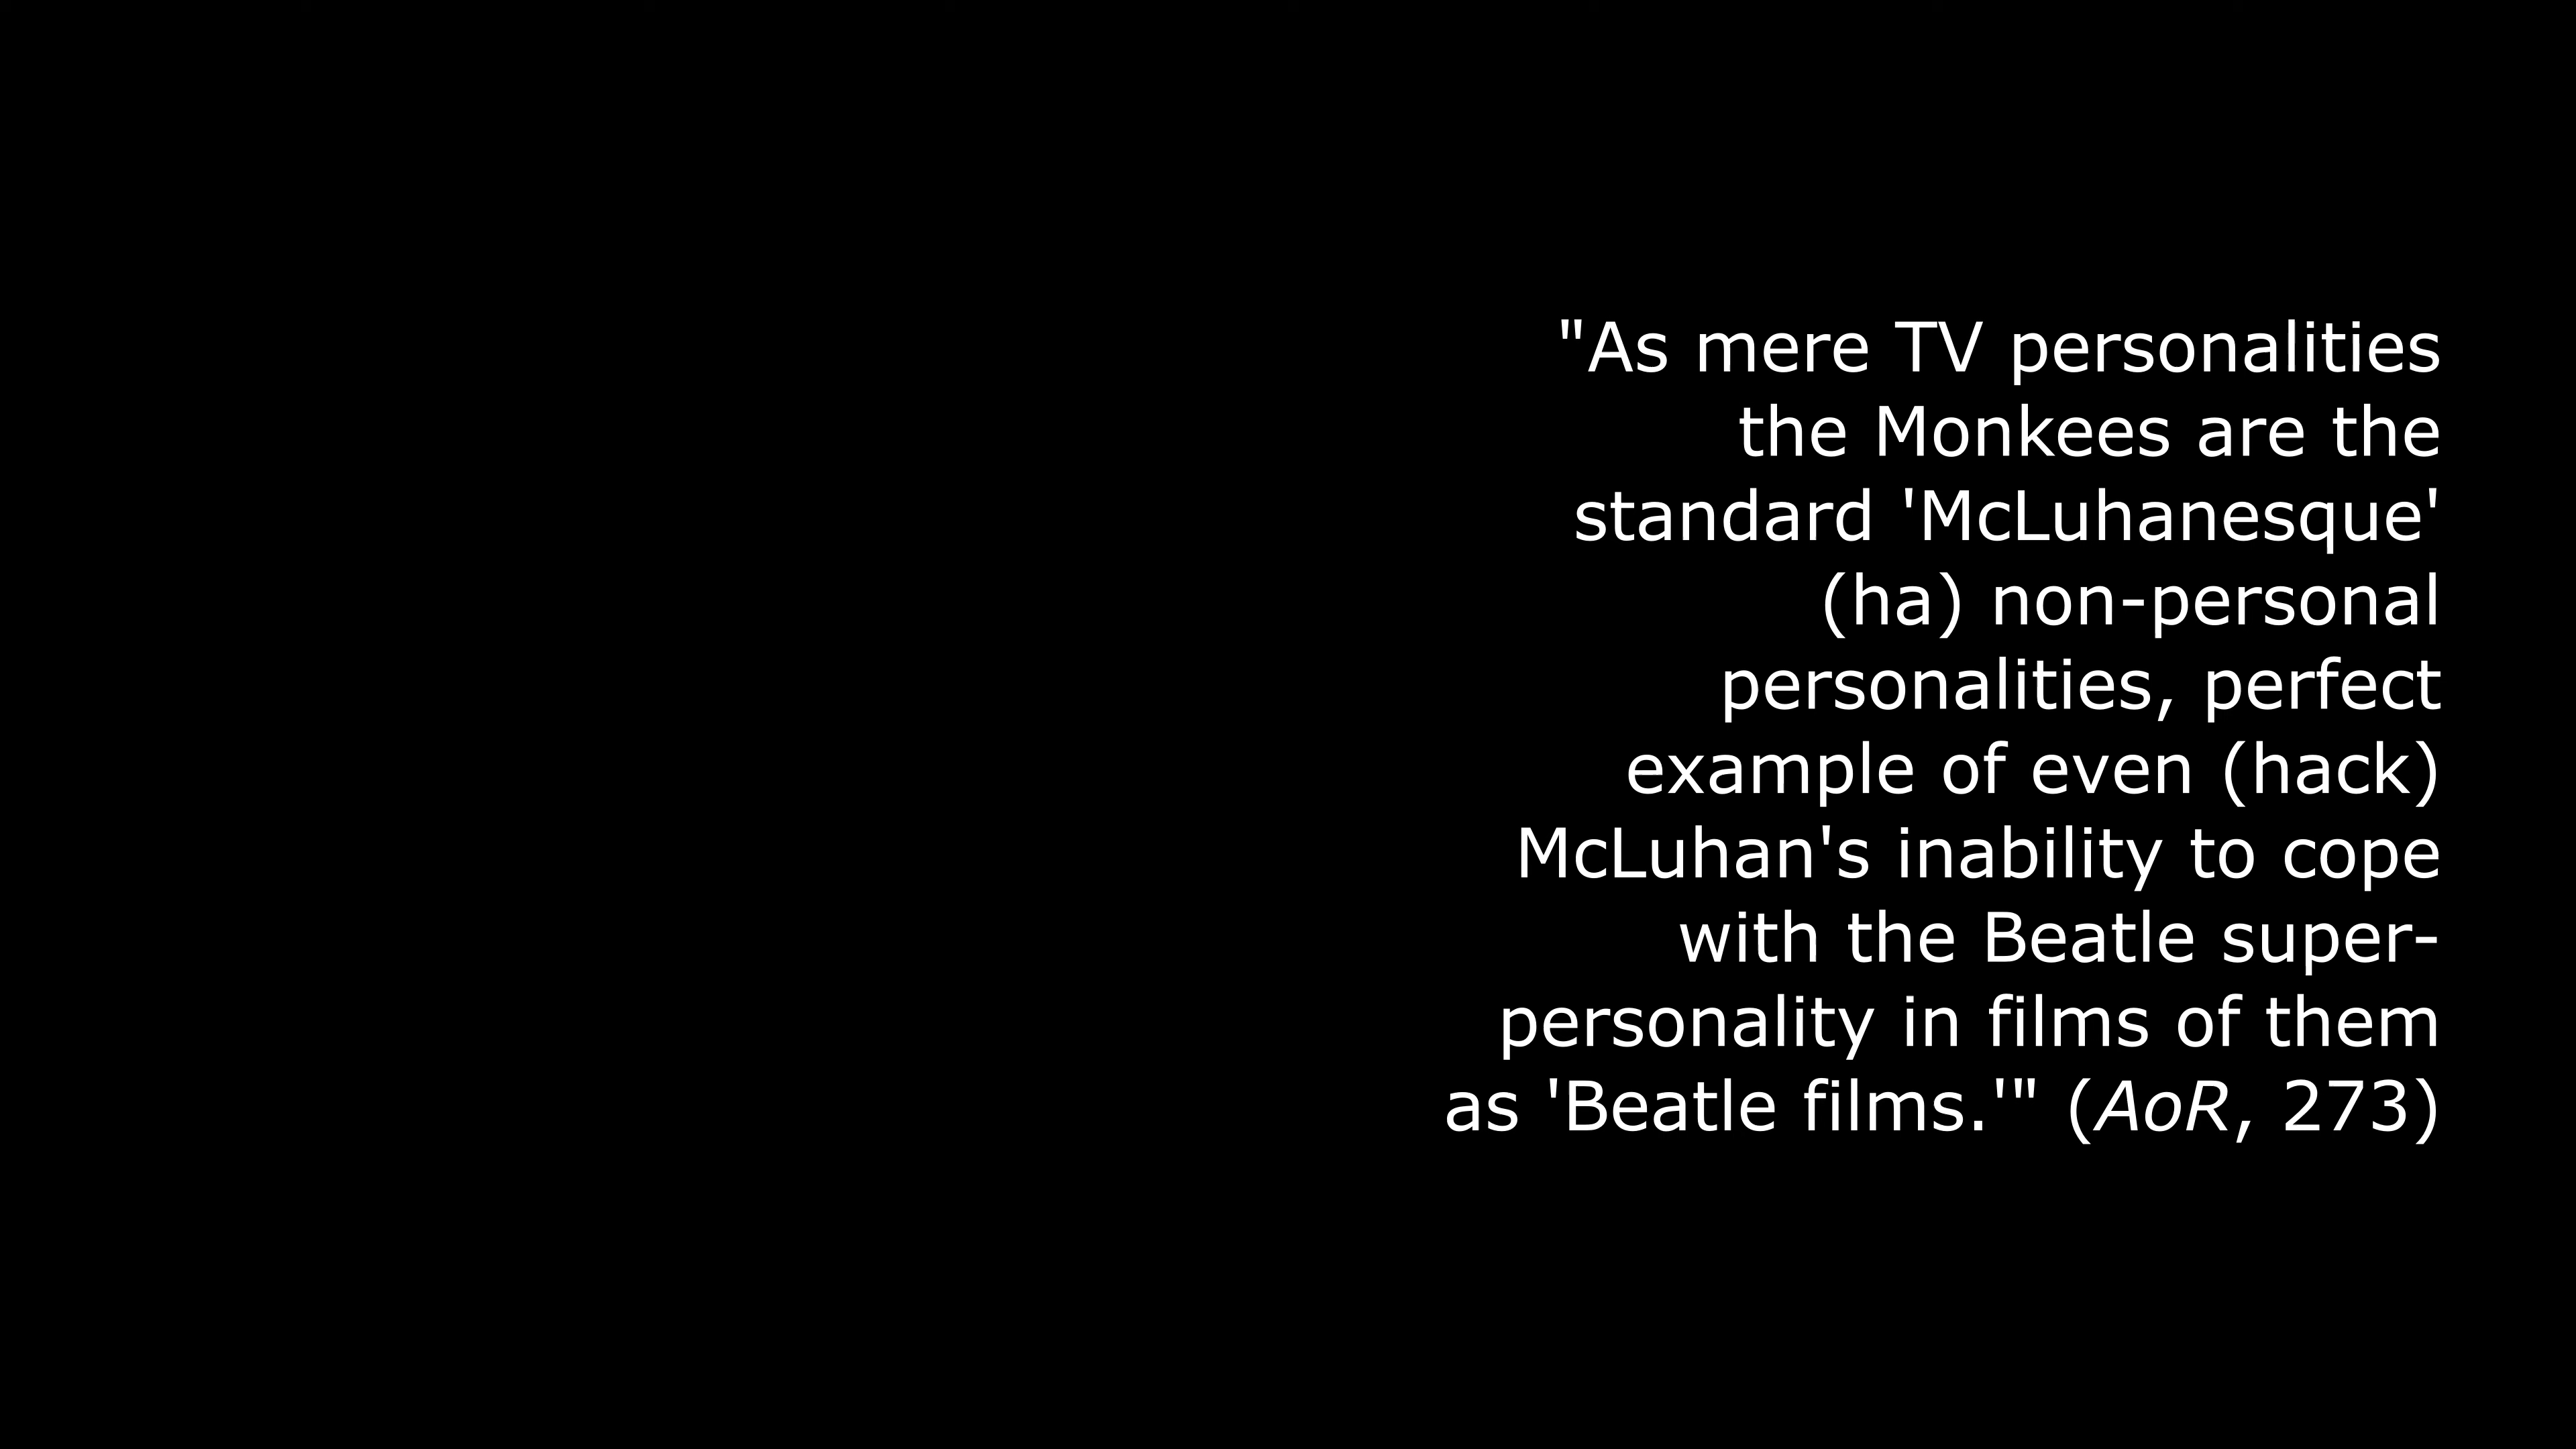 "As mere TV personalities
the Monkees are the
standard 'McLuhanesque'
(ha) non-personal
personalities, perfect
example of even (hack)
McLuhan's inability to cope
with the Beatle super-
personality in films of them
as 'Beatle films.'" (AoR, 273)